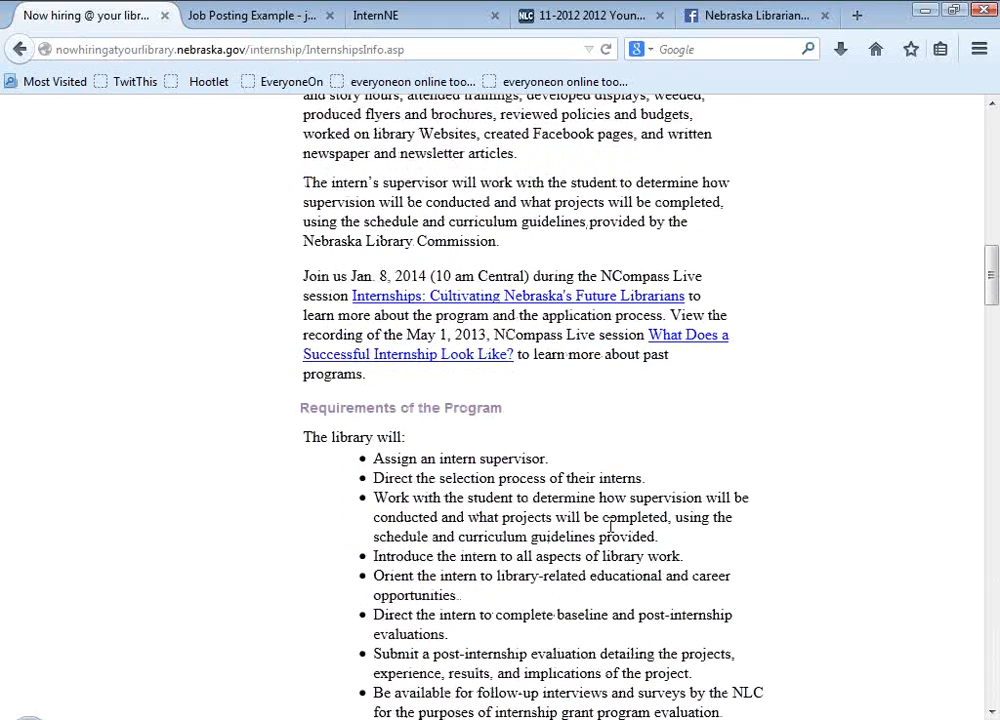 Now hiring @ your libr...
Job Posting Example - j...
InternNE
NLC 11-2012 2012 Youn...
Nebraska Librarian...
nowhiringatyourlibrary.nebraska.gov/internship/InternshipsInfo.asp
Google
Most Visited
TwitThis
Hootlet
EveryoneOn
everyoneon online too...
everyoneon online too...
and story hours, attended trainings, developed displays, weeded,
produced flyers and brochures, reviewed policies and budgets,
worked on library Websites, created Facebook pages, and written
newspaper and newsletter articles.
The intern's supervisor will work with the student to determine how
supervision will be conducted and what projects will be completed,
using the schedule and curriculum guidelines provided by the
Nebraska Library Commission.
Join us Jan. 8, 2014 (10 am Central) during the NCompass Live
session Internships: Cultivating Nebraska's Future Librarians to
learn more about the program and the application process. View the
recording of the May 1, 2013, NCompass Live session What Does a
Successful Internship Look Like? to learn more about past
programs.
Requirements of the Program
The library will:
• Assign an intern supervisor.
• Direct the selection process of their interns.
• Work with the student to determine how supervision will be
conducted and what projects will be completed, using the
schedule and curriculum guidelines provided.
• Introduce the intern to all aspects of library work.
• Orient the intern to library-related educational and career
opportunities.
• Direct the intern to complete baseline and post-internship
evaluations.
• Submit a post-internship evaluation detailing the projects,
experience, results, and implications of the project.
• Be available for follow-up interviews and surveys by the NLC
for the purposes of internship grant program evaluation.